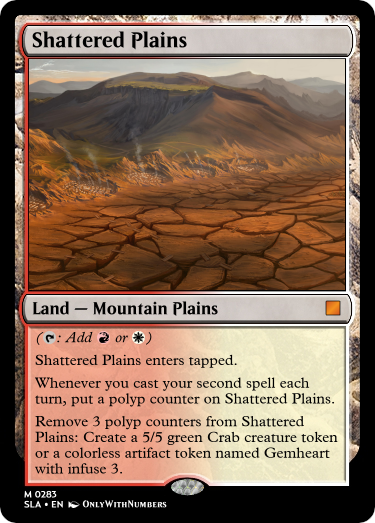 Shattered Plains
Land — Mountain Plains
(T: Add R or W)
Shattered Plains enters tapped.
Whenever you cast your second spell each
turn, put a polyp counter on Shattered Plains.
Remove 3 polyp counters from Shattered
Plains: Create a 5/5 green Crab creature token
or a colorless artifact token named Gemheart
with infuse 3.
M 0283
SLA • EN OnlyWithNumbers